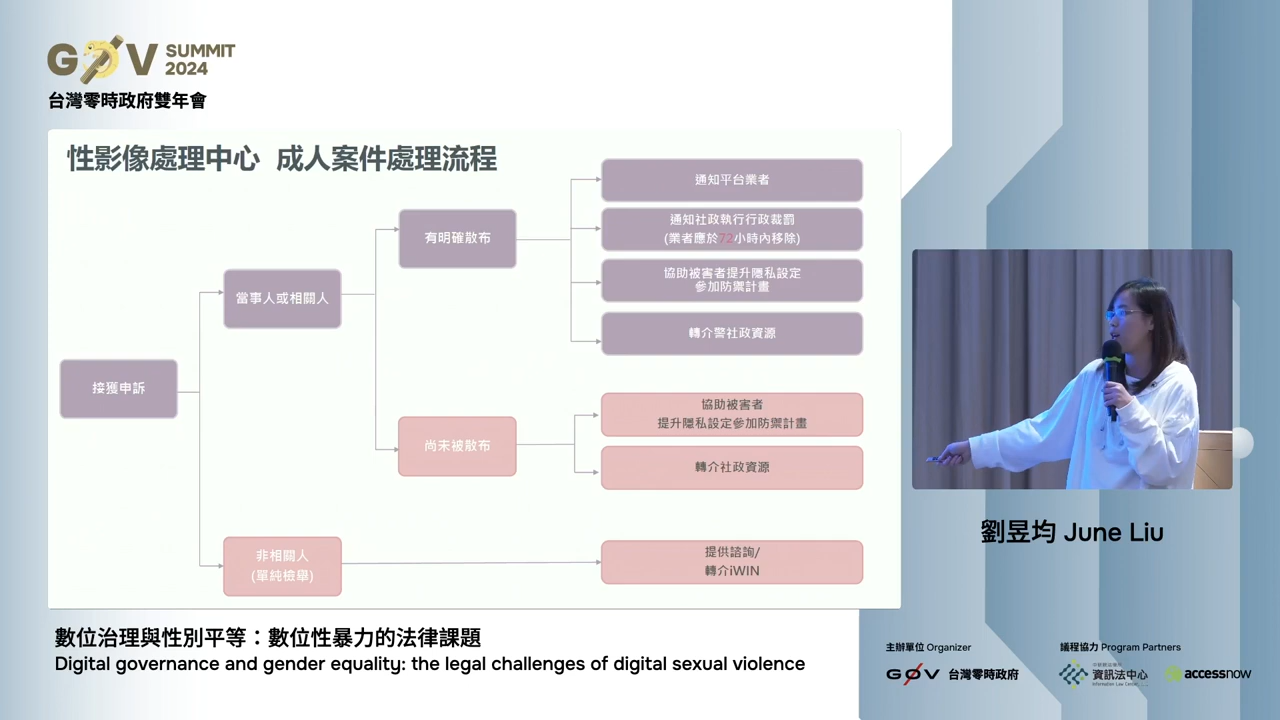 G0V SUMMIT 2024
台灣零時政府雙年會
性影像處理中心 成人案件處理流程
接獲申訴
當事人或相關人
非相關人
(單純檢舉)
有明確散布
尚未被散布
通知平台業者
通知社政執行行政裁罰
(業者應於72小時內移除)
協助被害者提升隱私設定
參加防禦計畫
轉介警社政資源
協助被害者
提升隱私設定參加防禦計畫
轉介社政資源
提供諮詢/
轉介iWIN
劉昱均 June Liu
數位治理與性別平等：數位性暴力的法律課題
Digital governance and gender equality: the legal challenges of digital sexual violence
主辦單位 Organizer
G0V 台灣零時政府
議程協力 Program Partners
資訊法中心
Information Law Center
accessnow